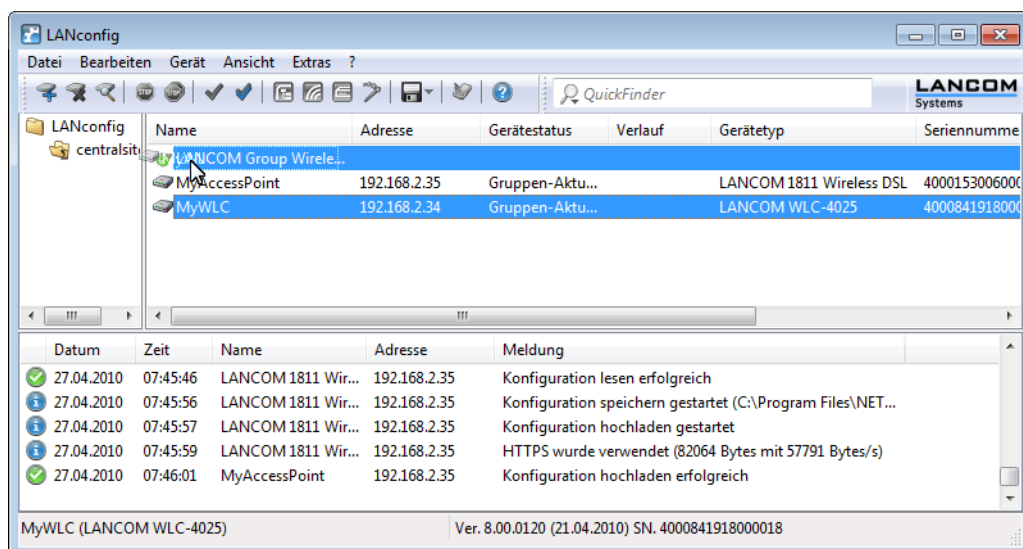 LANconfig
Datei Bearbeiten Gerät Ansicht Extras ?
QuickFinder
LANCOM
Systems
LANconfig
centralsit
Name Adresse Gerätestatus Verlauf Gerätetyp Seriennumme
LANCOM Group Wirele...
MyAccessPoint 192.168.2.35 Gruppen-Aktu... LANCOM 1811 Wireless DSL 4000153006000
MyWLC 192.168.2.34 Gruppen-Aktu... LANCOM WLC-4025 4000841918000
Datum Zeit Name Adresse Meldung
27.04.2010 07:45:46 LANCOM 1811 Wir... 192.168.2.35 Konfiguration lesen erfolgreich
27.04.2010 07:45:56 LANCOM 1811 Wir... 192.168.2.35 Konfiguration speichern gestartet (C:\Program Files\NET...
27.04.2010 07:45:57 LANCOM 1811 Wir... 192.168.2.35 Konfiguration hochladen gestartet
27.04.2010 07:45:59 LANCOM 1811 Wir... 192.168.2.35 HTTPS wurde verwendet (82064 Bytes mit 57791 Bytes/s)
27.04.2010 07:46:01 MyAccessPoint 192.168.2.35 Konfiguration hochladen erfolgreich
MyWLC (LANCOM WLC-4025) Ver. 8.00.0120 (21.04.2010) SN. 4000841918000018